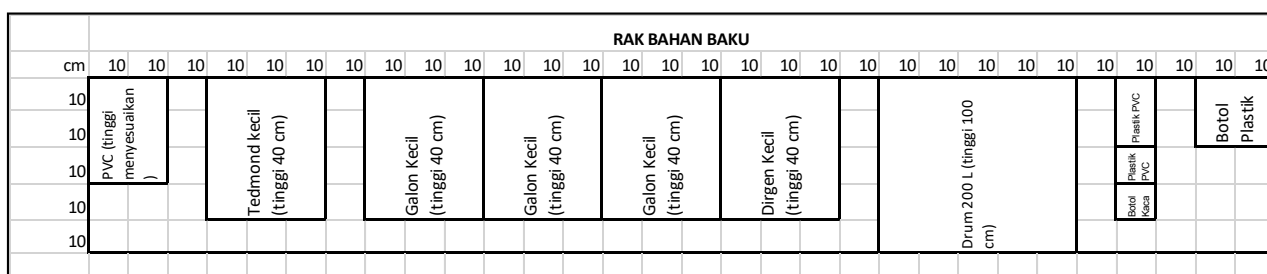 RAK BAHAN BAKU
cm 10 10 10 10 10 10 10 10 10 10 10 10 10 10 10 10 10 10 10 10 10 10 10 10 10 10 10 10 10 10
10
10
10
10
10
PVC (tinggi
menyesuaikan
)
Tedmond kecil
(tinggi 40 cm)
Galon Kecil
(tinggi 40 cm)
Galon Kecil
(tinggi 40 cm)
Galon Kecil
(tinggi 40 cm)
Dirgen Kecil
(tinggi 40 cm)
Drum 200 L (tinggi 100
cm)
Plastik PVC
Plastik
PVC
Botol
Kaca
Botol
Plastik